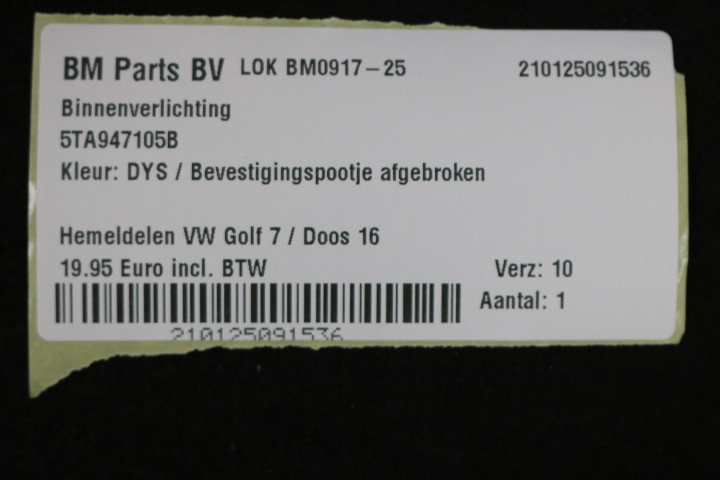 BM Parts BV LOK BM0917-25 210125091536
Binnenverlichting
5TA947105B
Kleur: DYS / Bevestigingspootje afgebroken
Hemeldelen VW Golf 7 / Doos 16
19.95 Euro incl. BTW Verz: 10
Aantal: 1
210125091536